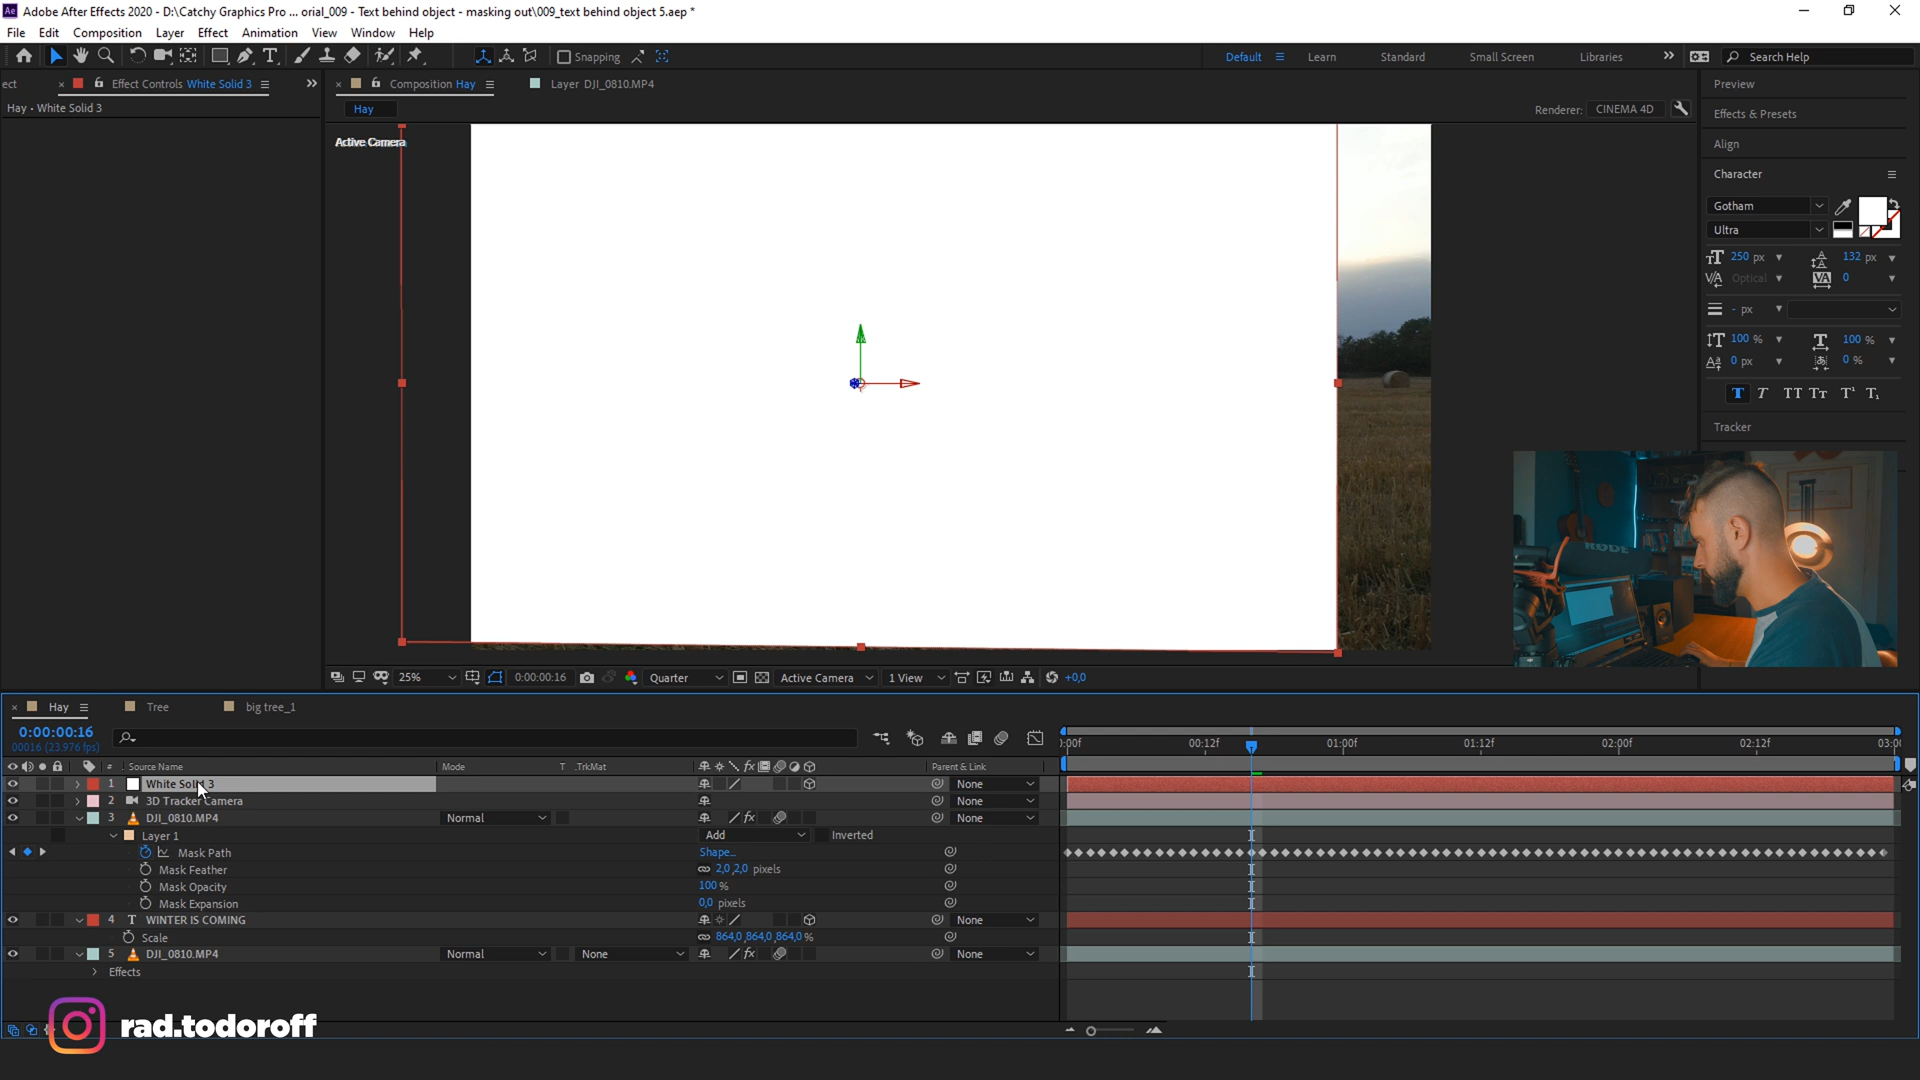 Adobe After Effects 2020 - D:\Catchy Graphics Pro ... orial_009 - Text behind object - masking out\009_text behind object 5.aep *
File Edit Composition Layer Effect Animation View Window Help
Snapping
Default Learn Standard Small Screen Libraries Search Help
ect Effect Controls White Solid 3
Composition Hay Layer DJI_0810.MP4
Preview
Hay • White Solid 3
Hay
Renderer: CINEMA 4D
Effects & Presets
Active Camera
Align
Character
Gotham
Ultra
250 px 132 px
Optical 0
- px
100 % 100 %
0 px 0 %
T T TT Tт T¹ T₁
Tracker
RODE
25% 0:00:00:16 Quarter Active Camera 1 View +0,0
Hay Tree big tree_1
0:00:00:16
00016 (23.976 fps)
:00f 00:12f 01:00f 01:12f 02:00f 02:12f 03:0
# Source Name Mode T .TrkMat Parent & Link
1 White Solid 3 None
2 3D Tracker Camera None
3 DJI_0810.MP4 Normal None
Layer 1 Add Inverted
Mask Path Shape...
Mask Feather 2,0,2,0 pixels
Mask Opacity 100 %
Mask Expansion 0,0 pixels
4 T WINTER IS COMING None
Scale 864,0,864,0,864,0 %
5 DJI_0810.MP4 Normal None None
Effects
rad.todoroff